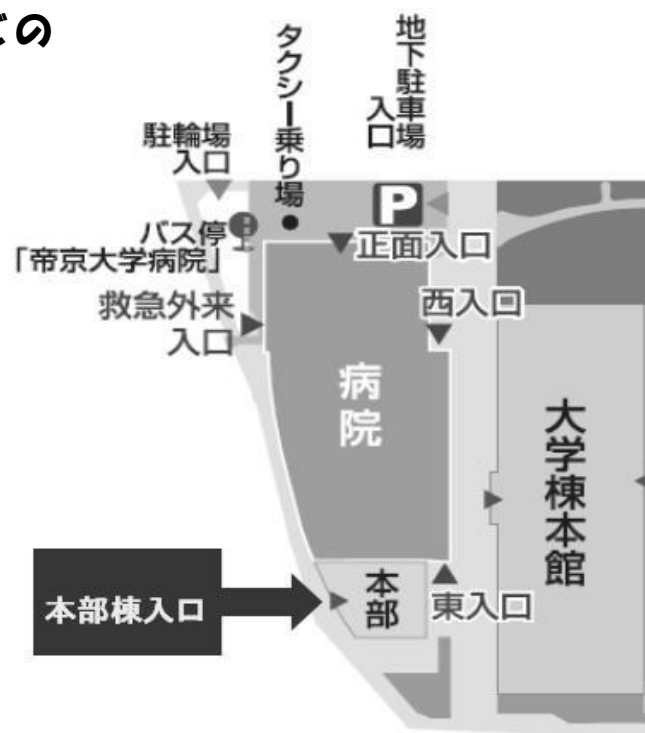 どの
タクシー乗り場
地下駐車場
入口
駐輪場
入口
P
バス停
「帝京大学病院」
正面入口
救急外来
入口
西入口
病院
大学棟本館
本部棟入口
本部
東入口